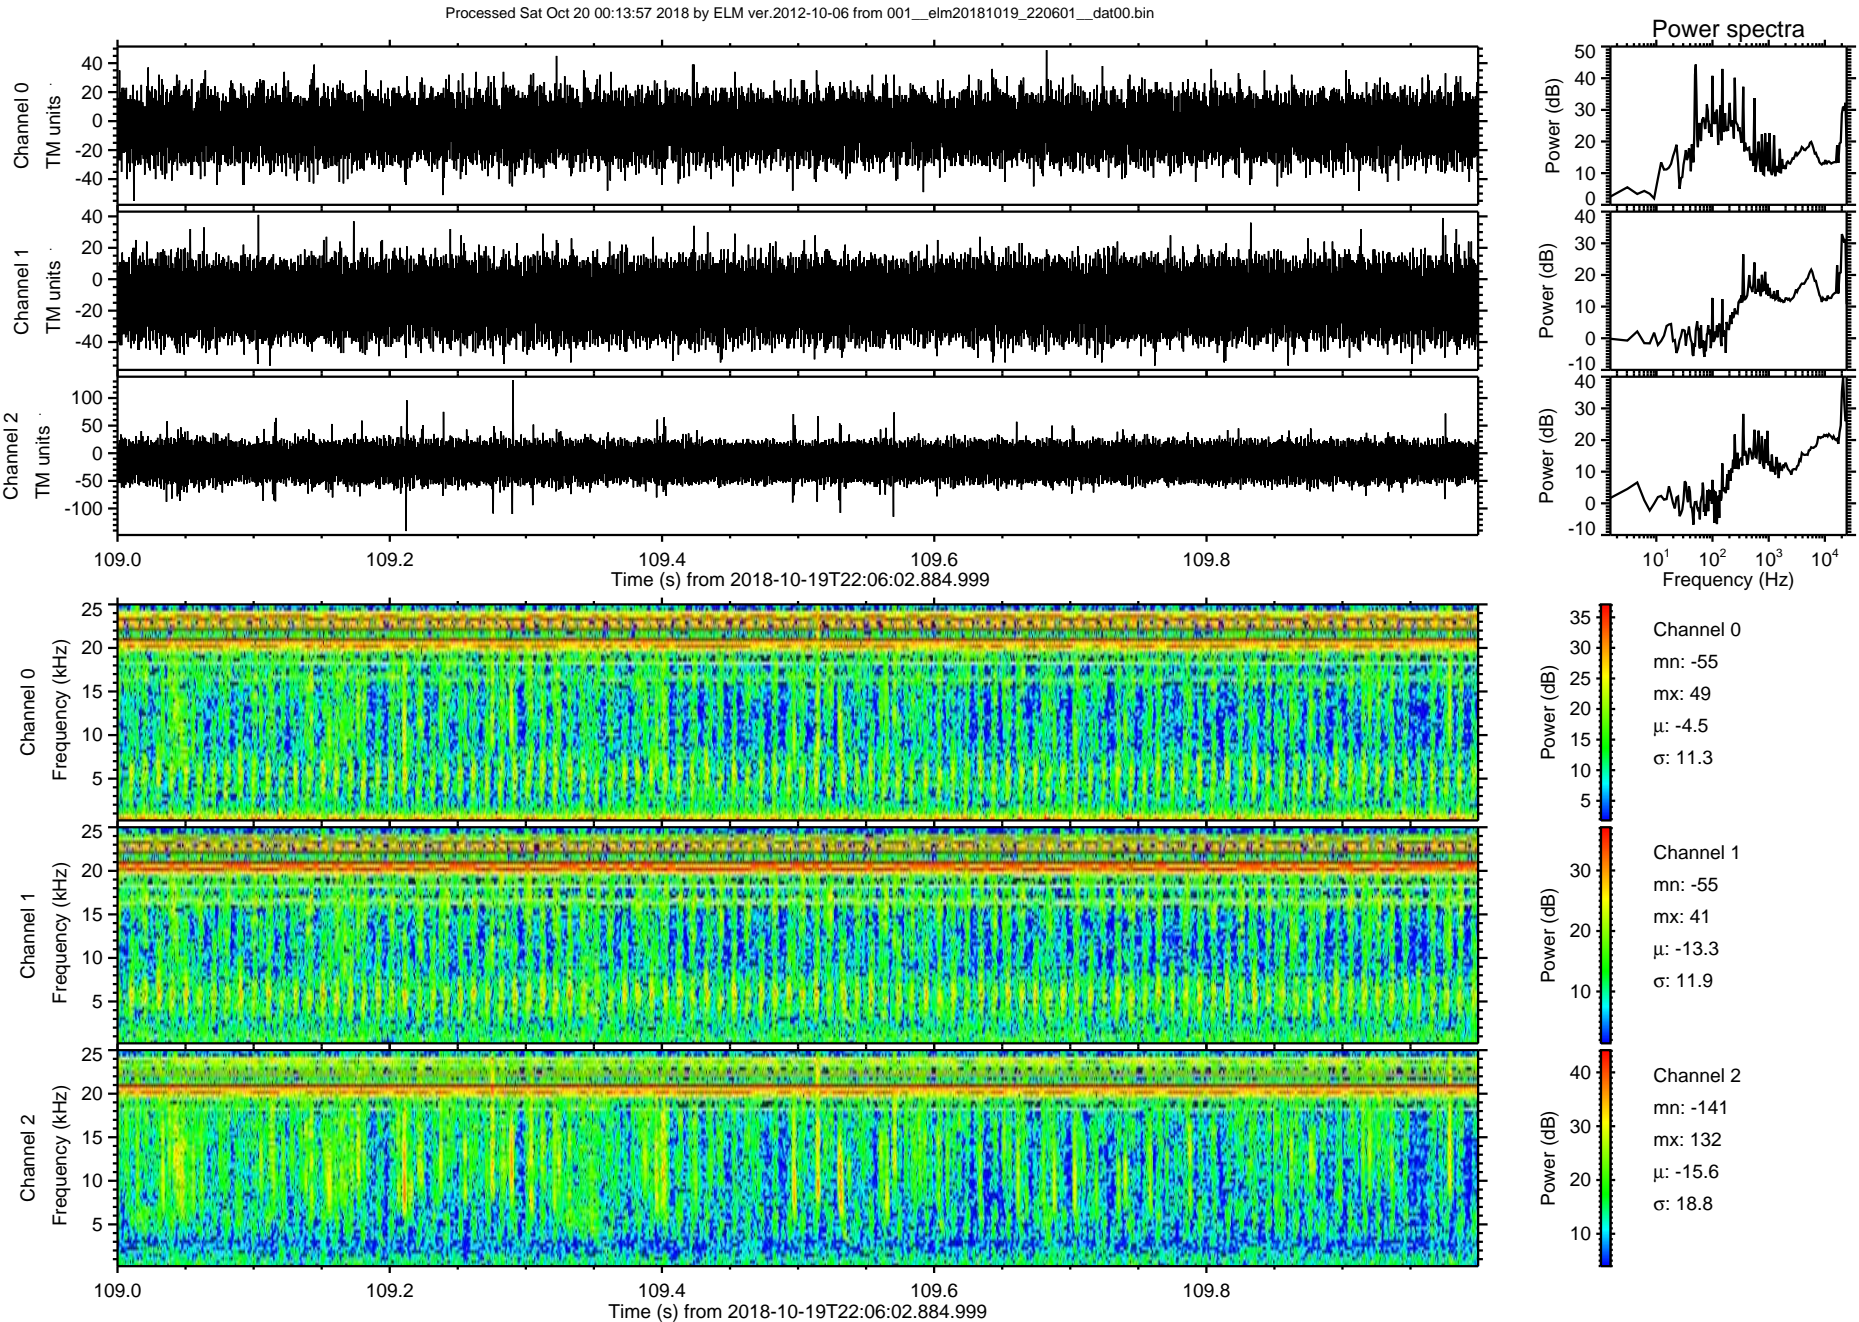 Processed Sat Oct 20 00:13:57 2018 by ELM ver.2012-10-06 from 001__elm20181019_220601__dat00.bin
Power spectra
Channel 0
TM units
40
20
0
-20
-40
Power (dB)
50
40
30
20
10
0
Channel 1
TM units
40
20
0
-20
-40
Power (dB)
40
30
20
10
0
-10
Channel 2
TM units
100
50
0
-50
-100
Power (dB)
40
30
20
10
0
-10
109.0 109.2 109.4 109.6 109.8
Time (s) from 2018-10-19T22:06:02.884.999
10^1 10^2 10^3 10^4
Frequency (Hz)
Channel 0
Frequency (kHz)
25
20
15
10
5
Power (dB)
35
30
25
20
15
10
5
Channel 0
mn: -55
mx: 49
μ: -4.5
σ: 11.3
Channel 1
Frequency (kHz)
25
20
15
10
5
Power (dB)
30
20
10
Channel 1
mn: -55
mx: 41
μ: -13.3
σ: 11.9
Channel 2
Frequency (kHz)
25
20
15
10
5
Power (dB)
40
30
20
10
Channel 2
mn: -141
mx: 132
μ: -15.6
σ: 18.8
109.0 109.2 109.4 109.6 109.8
Time (s) from 2018-10-19T22:06:02.884.999